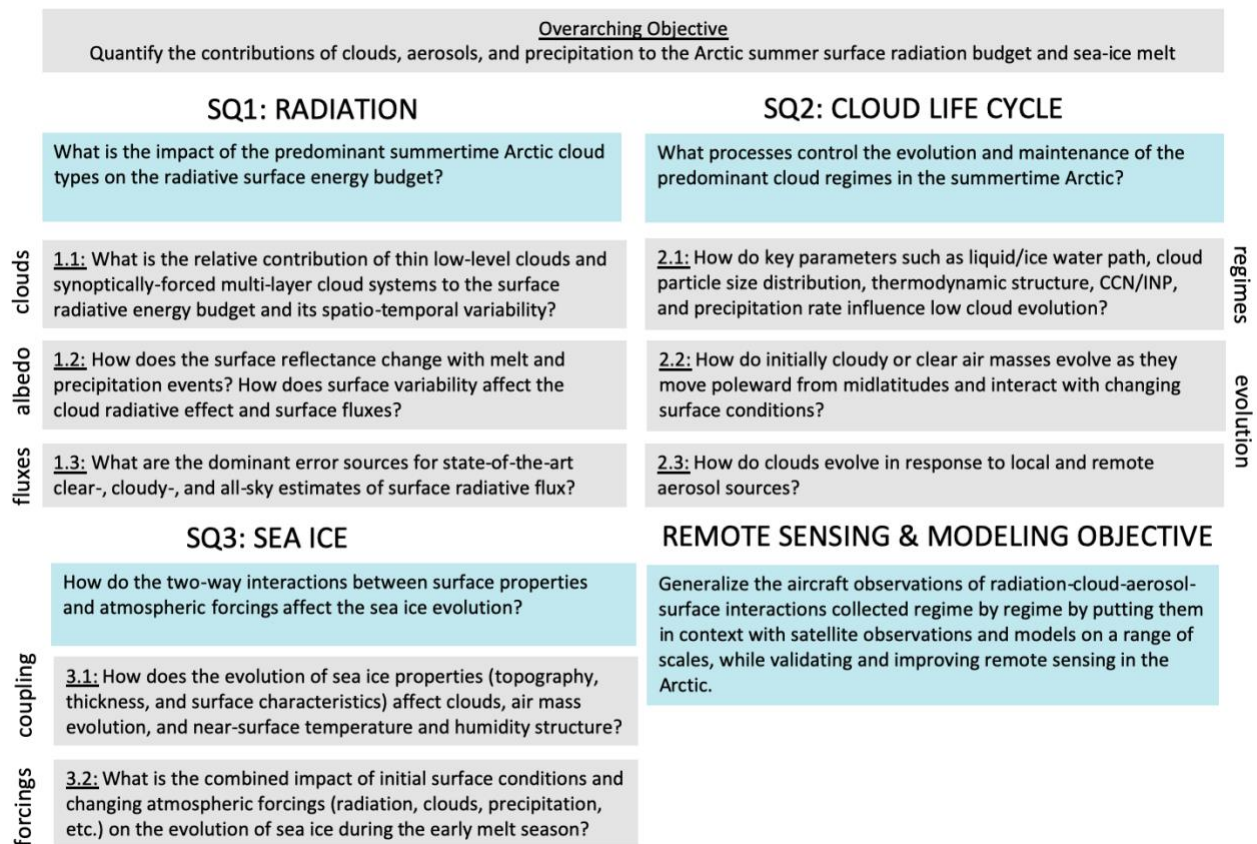 Overarching Objective
Quantify the contributions of clouds, aerosols, and precipitation to the Arctic summer surface radiation budget and sea-ice melt
SQ1: RADIATION
What is the impact of the predominant summertime Arctic cloud
types on the radiative surface energy budget?
clouds
1.1: What is the relative contribution of thin low-level clouds and
synoptically-forced multi-layer cloud systems to the surface
radiative energy budget and its spatio-temporal variability?
albedo
1.2: How does the surface reflectance change with melt and
precipitation events? How does surface variability affect the
cloud radiative effect and surface fluxes?
fluxes
1.3: What are the dominant error sources for state-of-the-art
clear-, cloudy-, and all-sky estimates of surface radiative flux?
SQ2: CLOUD LIFE CYCLE
What processes control the evolution and maintenance of the
predominant cloud regimes in the summertime Arctic?
regimes
2.1: How do key parameters such as liquid/ice water path, cloud
particle size distribution, thermodynamic structure, CCN/INP,
and precipitation rate influence low cloud evolution?
evolution
2.2: How do initially cloudy or clear air masses evolve as they
move poleward from midlatitudes and interact with changing
surface conditions?
2.3: How do clouds evolve in response to local and remote
aerosol sources?
SQ3: SEA ICE
How do the two-way interactions between surface properties
and atmospheric forcings affect the sea ice evolution?
coupling
3.1: How does the evolution of sea ice properties (topography,
thickness, and surface characteristics) affect clouds, air mass
evolution, and near-surface temperature and humidity structure?
forcings
3.2: What is the combined impact of initial surface conditions and
changing atmospheric forcings (radiation, clouds, precipitation,
etc.) on the evolution of sea ice during the early melt season?
REMOTE SENSING & MODELING OBJECTIVE
Generalize the aircraft observations of radiation-cloud-aerosol-
surface interactions collected regime by regime by putting them
in context with satellite observations and models on a range of
scales, while validating and improving remote sensing in the
Arctic.